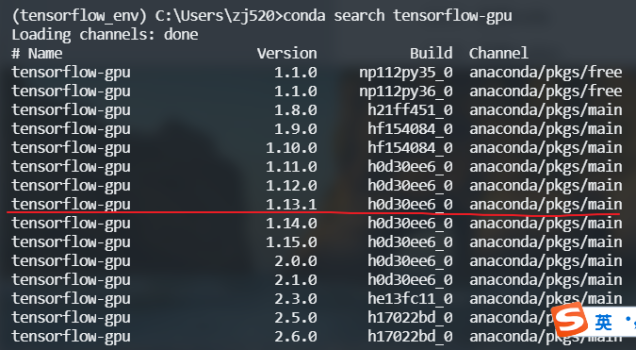 (tensorflow_env) C:\Users\zj520>conda search tensorflow-gpu
Loading channels: done
# Name Version Build Channel
tensorflow-gpu 1.1.0 np112py35_0 anaconda/pkgs/free
tensorflow-gpu 1.1.0 np112py36_0 anaconda/pkgs/free
tensorflow-gpu 1.8.0 h21ff451_0 anaconda/pkgs/main
tensorflow-gpu 1.9.0 hf154084_0 anaconda/pkgs/main
tensorflow-gpu 1.10.0 hf154084_0 anaconda/pkgs/main
tensorflow-gpu 1.11.0 h0d30ee6_0 anaconda/pkgs/main
tensorflow-gpu 1.12.0 h0d30ee6_0 anaconda/pkgs/main
tensorflow-gpu 1.13.1 h0d30ee6_0 anaconda/pkgs/main
tensorflow-gpu 1.14.0 h0d30ee6_0 anaconda/pkgs/main
tensorflow-gpu 1.15.0 h0d30ee6_0 anaconda/pkgs/main
tensorflow-gpu 2.0.0 h0d30ee6_0 anaconda/pkgs/main
tensorflow-gpu 2.1.0 h0d30ee6_0 anaconda/pkgs/main
tensorflow-gpu 2.3.0 he13fc11_0 anaconda/pkgs/main
tensorflow-gpu 2.5.0 h17022bd_0 anaconda/pk
tensorflow-gpu 2.6.0 h17022bd_0 anaconda/pkgs/main
S 英